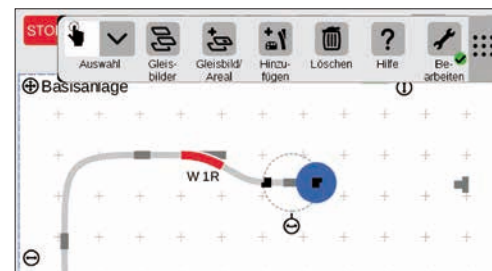 STO
Auswahl
Gleis-
bilder
Gleisbild/
Areal
Hinzu-
fügen
Löschen
?
Hilfe
Be-
arbeiten
Basisanlage
W 1R